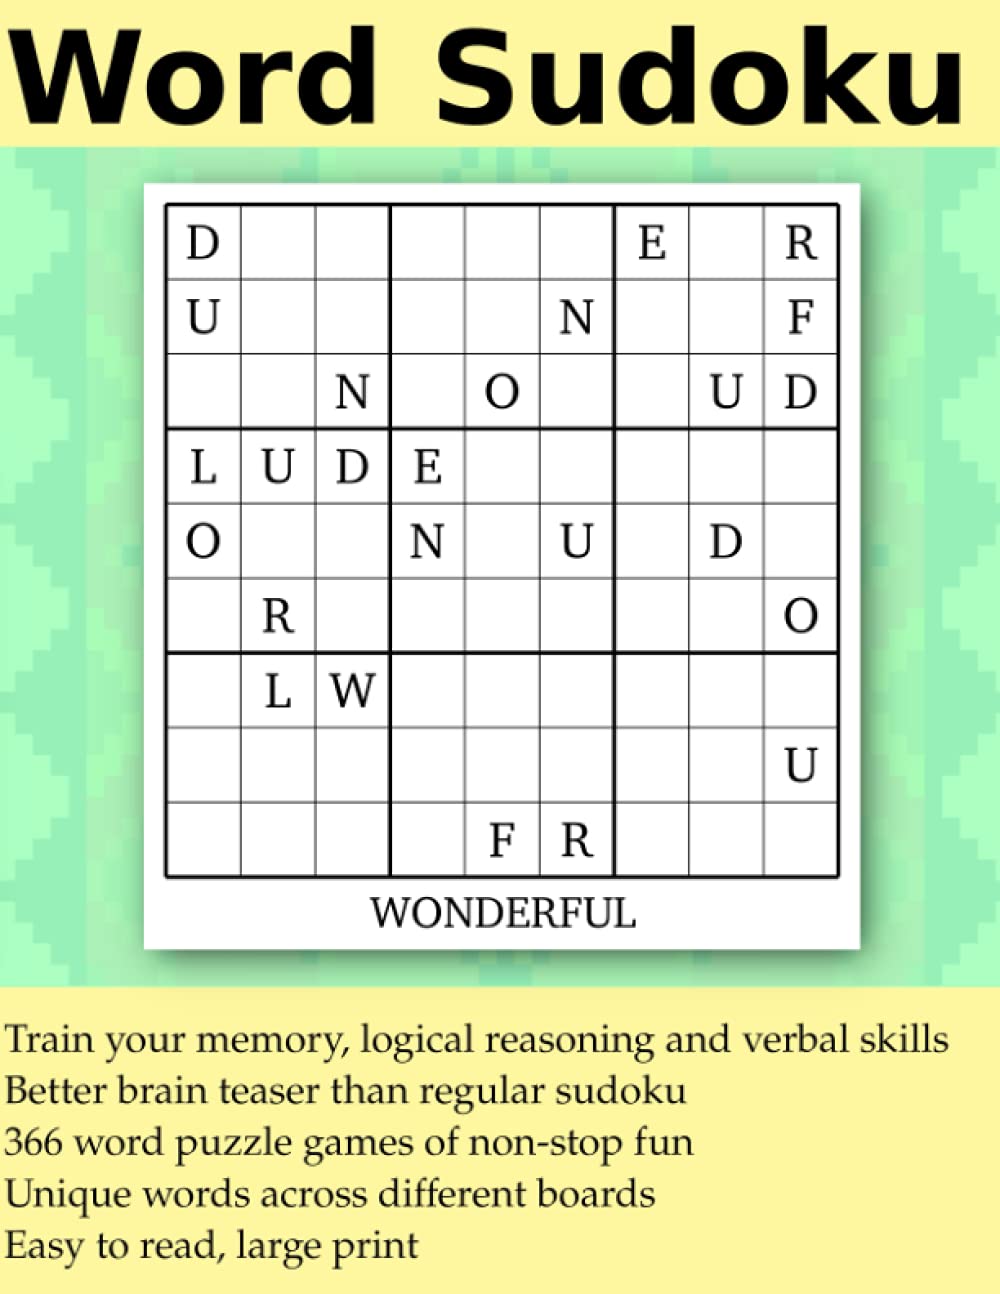 Word Sudoku
D E R
U N F
N O U D
L U D E
O N U D
R O
L W
U
F R
WONDERFUL
Train your memory, logical reasoning and verbal skills
Better brain teaser than regular sudoku
366 word puzzle games of non-stop fun
Unique words across different boards
Easy to read, large print